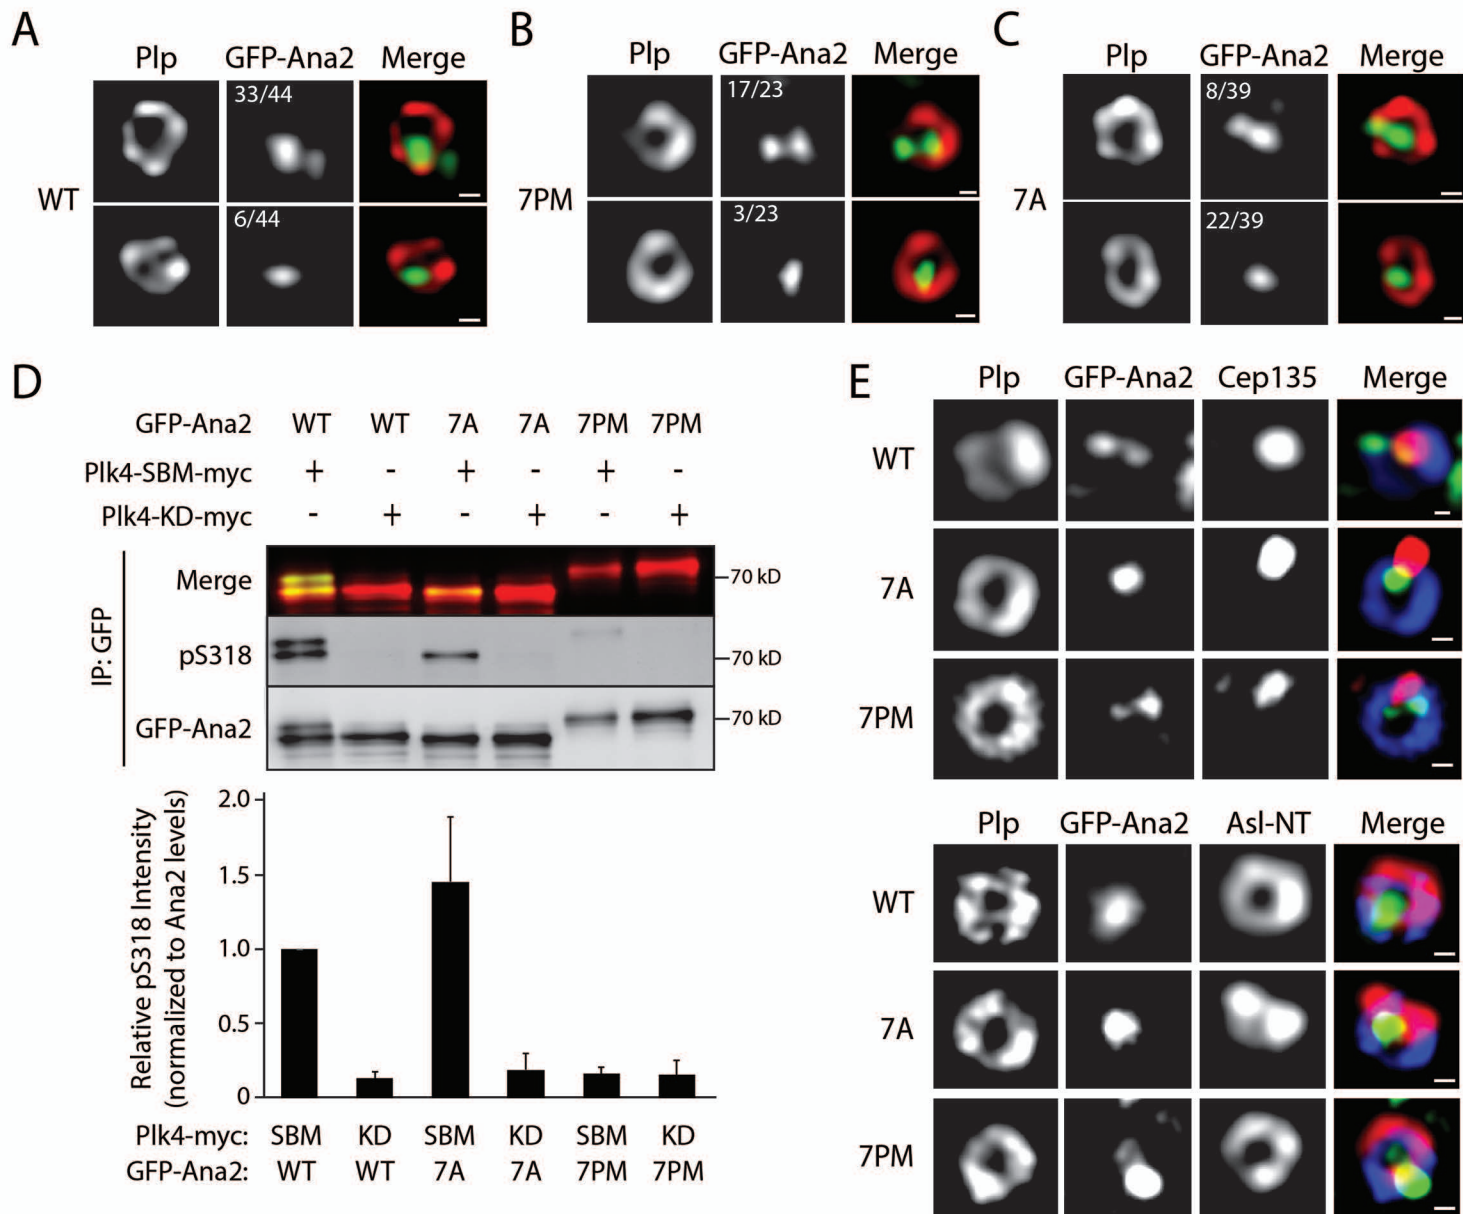 A
Plp GFP-Ana2 Merge
WT
33/44
6/44
B
Plp GFP-Ana2 Merge
7PM
17/23
3/23
C
Plp GFP-Ana2 Merge
7A
8/39
22/39
D
GFP-Ana2 WT WT 7A 7A 7PM 7PM
Plk4-SBM-myc + - + - + -
Plk4-KD-myc - + - + - +
IP: GFP
Merge
70 kD
pS318
70 kD
GFP-Ana2
70 kD
Relative pS318 Intensity
(normalized to Ana2 levels)
2.0
1.5
1.0
0.5
0
Plk4-myc: SBM KD SBM KD SBM KD
GFP-Ana2: WT WT 7A 7A 7PM 7PM
E
Plp GFP-Ana2 Cep135 Merge
WT
7A
7PM
Plp GFP-Ana2 Asl-NT Merge
WT
7A
7PM